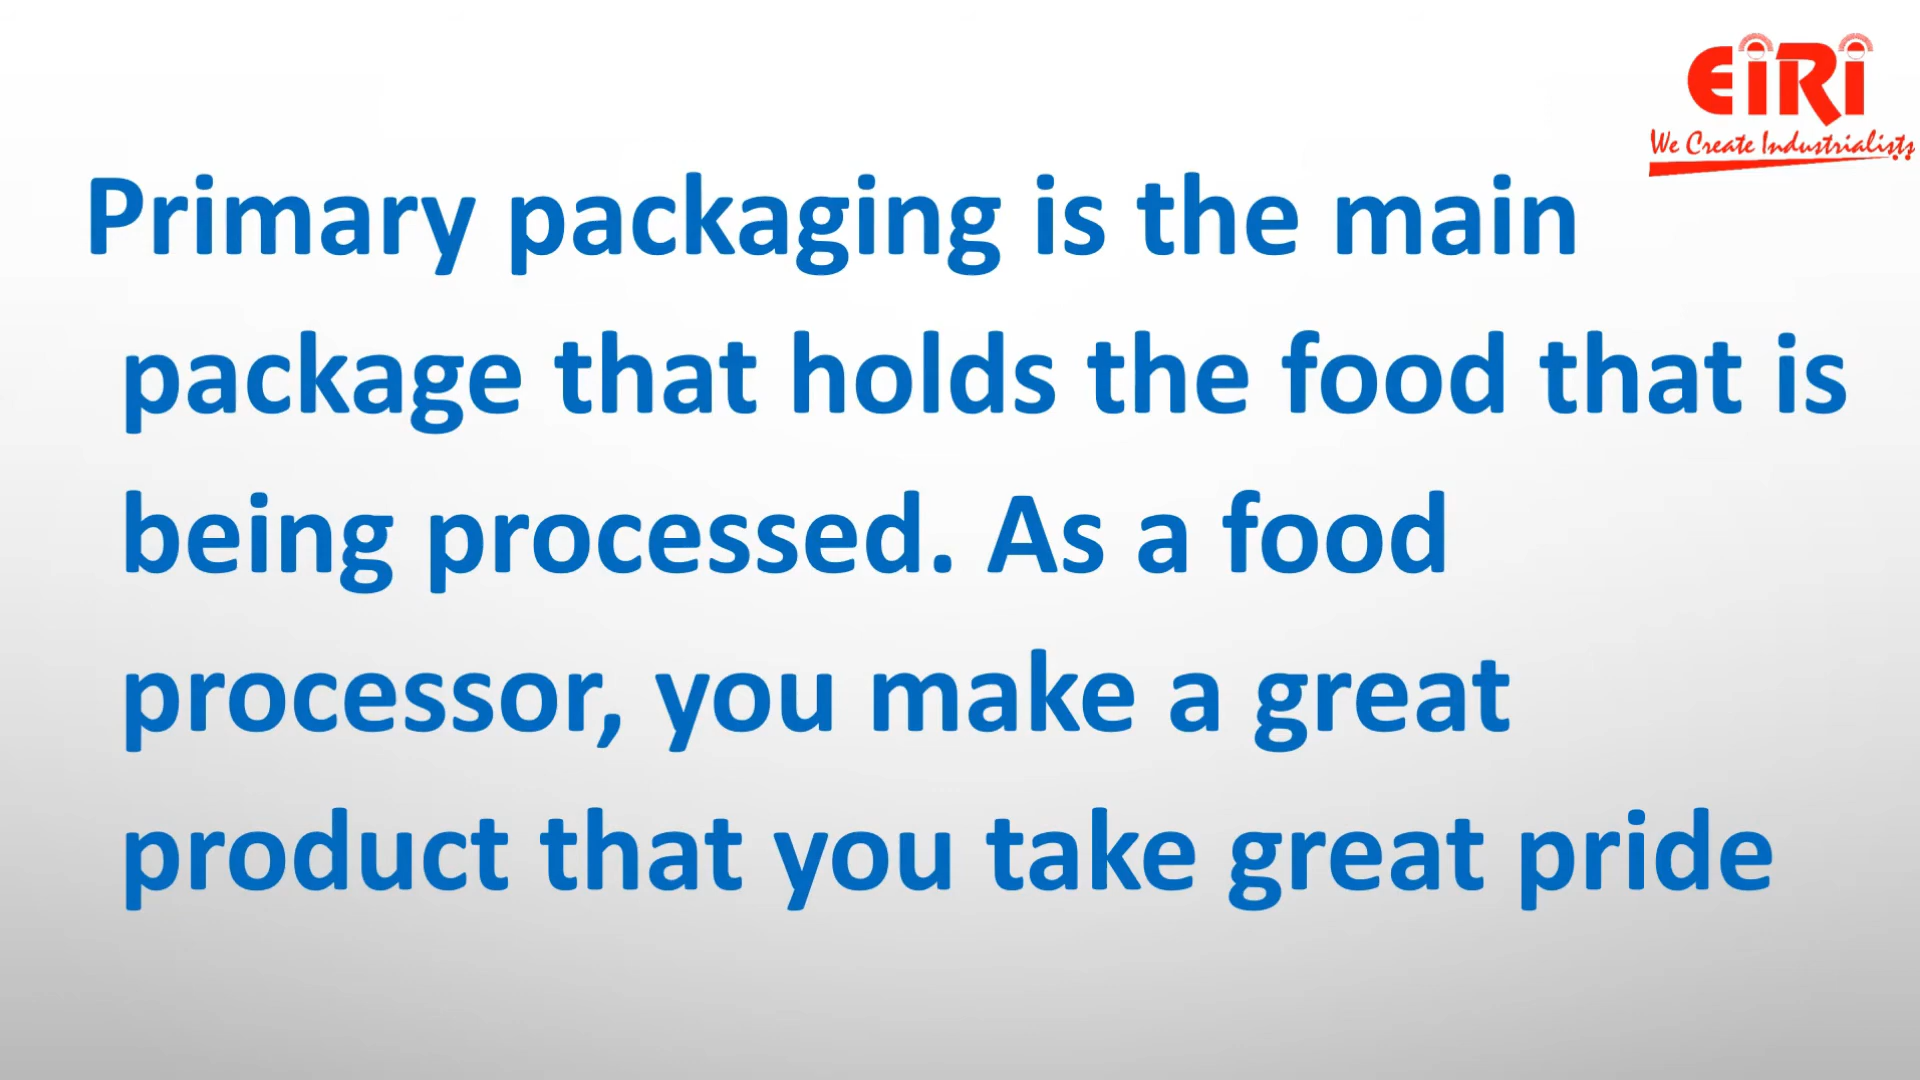 EiRi
We Create Industrialists
Primary packaging is the main
package that holds the food that is
being processed. As a food
processor, you make a great
product that you take great pride